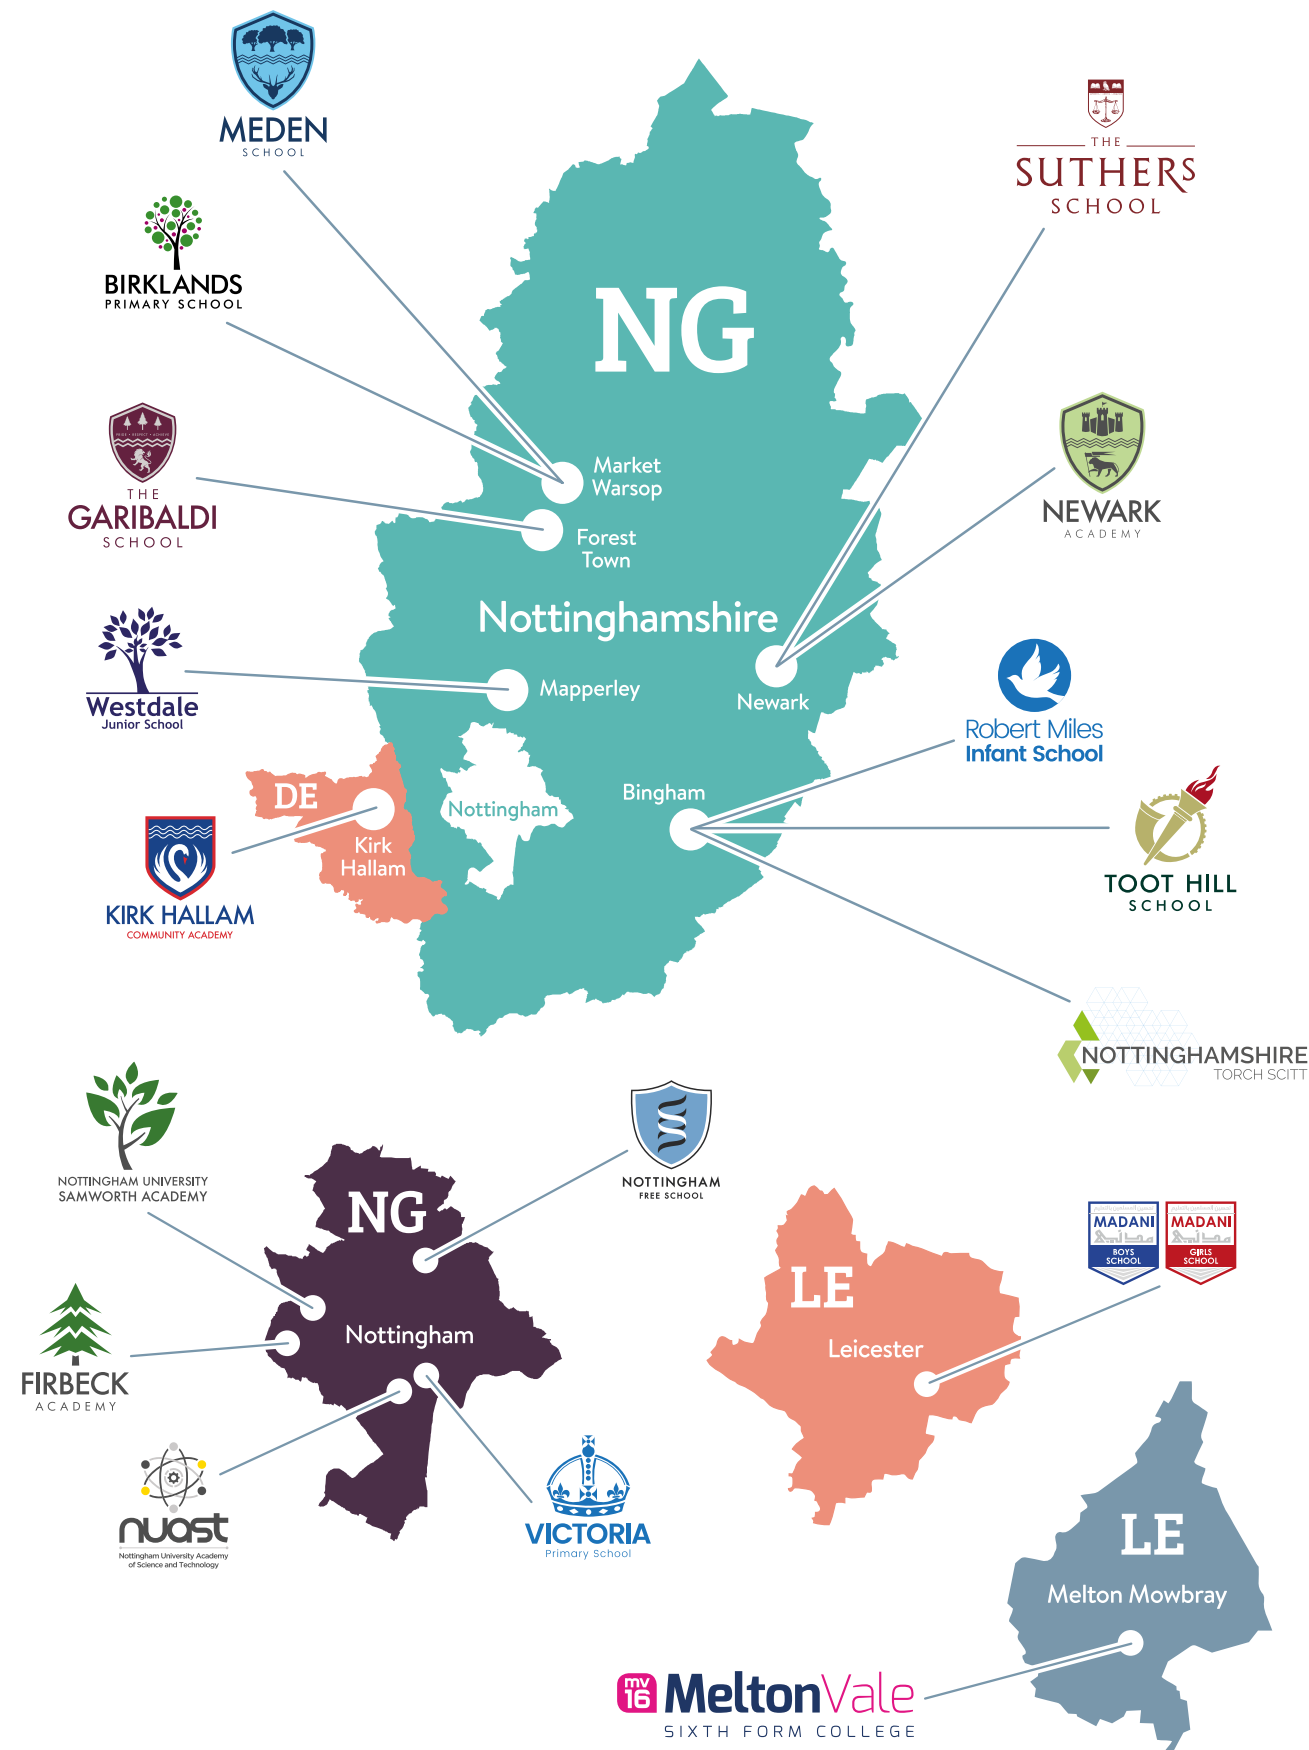 MEDEN
SCHOOL
THE
SUTHERS
SCHOOL
BIRKLANDS
PRIMARY SCHOOL
NG
THE
GARIBALDI
SCHOOL
Market
Warsop
NEWARK
ACADEMY
Forest
Town
Nottinghamshire
Westdale
Junior School
Mapperley
Newark
Robert Miles
Infant School
DE
Nottingham
Bingham
Kirk
Hallam
KIRK HALLAM
COMMUNITY ACADEMY
TOOT HILL
SCHOOL
NOTTINGHAMSHIRE
TORCH SCITT
NOTTINGHAM UNIVERSITY
SAMWORTH ACADEMY
NOTTINGHAM
FREE SCHOOL
NG
MADANI
BOYS
SCHOOL
MADANI
GIRLS
SCHOOL
LE
Nottingham
Leicester
FIRBECK
ACADEMY
nuast
Nottingham University Academy
of Science and Technology
VICTORIA
Primary School
LE
Melton Mowbray
mv
16
MeltonVale
SIXTH FORM COLLEGE